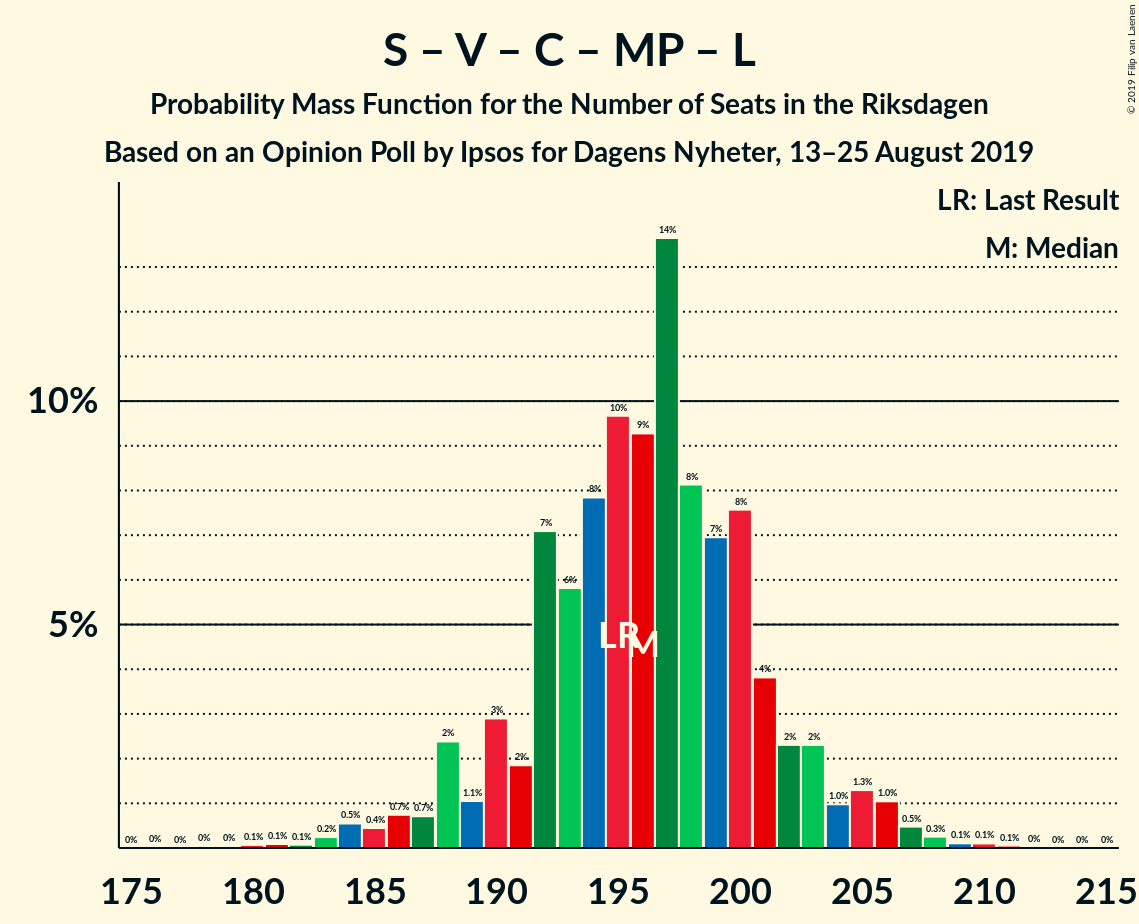 S – V – C – MP – L
Probability Mass Function for the Number of Seats in the Riksdagen
Based on an Opinion Poll by Ipsos for Dagens Nyheter, 13–25 August 2019
© 2019 Filip van Laenen
LR: Last Result
M: Median
10%
5%
0% 0% 0% 0% 0% 0.1% 0.1% 0.1% 0.2% 0.5% 0.4% 0.7% 0.7% 2% 1.1% 3% 2% 7% 6% 8% 10% 9% 14% 8% 7% 8% 4% 2% 2% 1.0% 1.3% 1.0% 0.5% 0.3% 0.1% 0.1% 0.1% 0% 0% 0% 0%
LR M
175 180 185 190 195 200 205 210 215